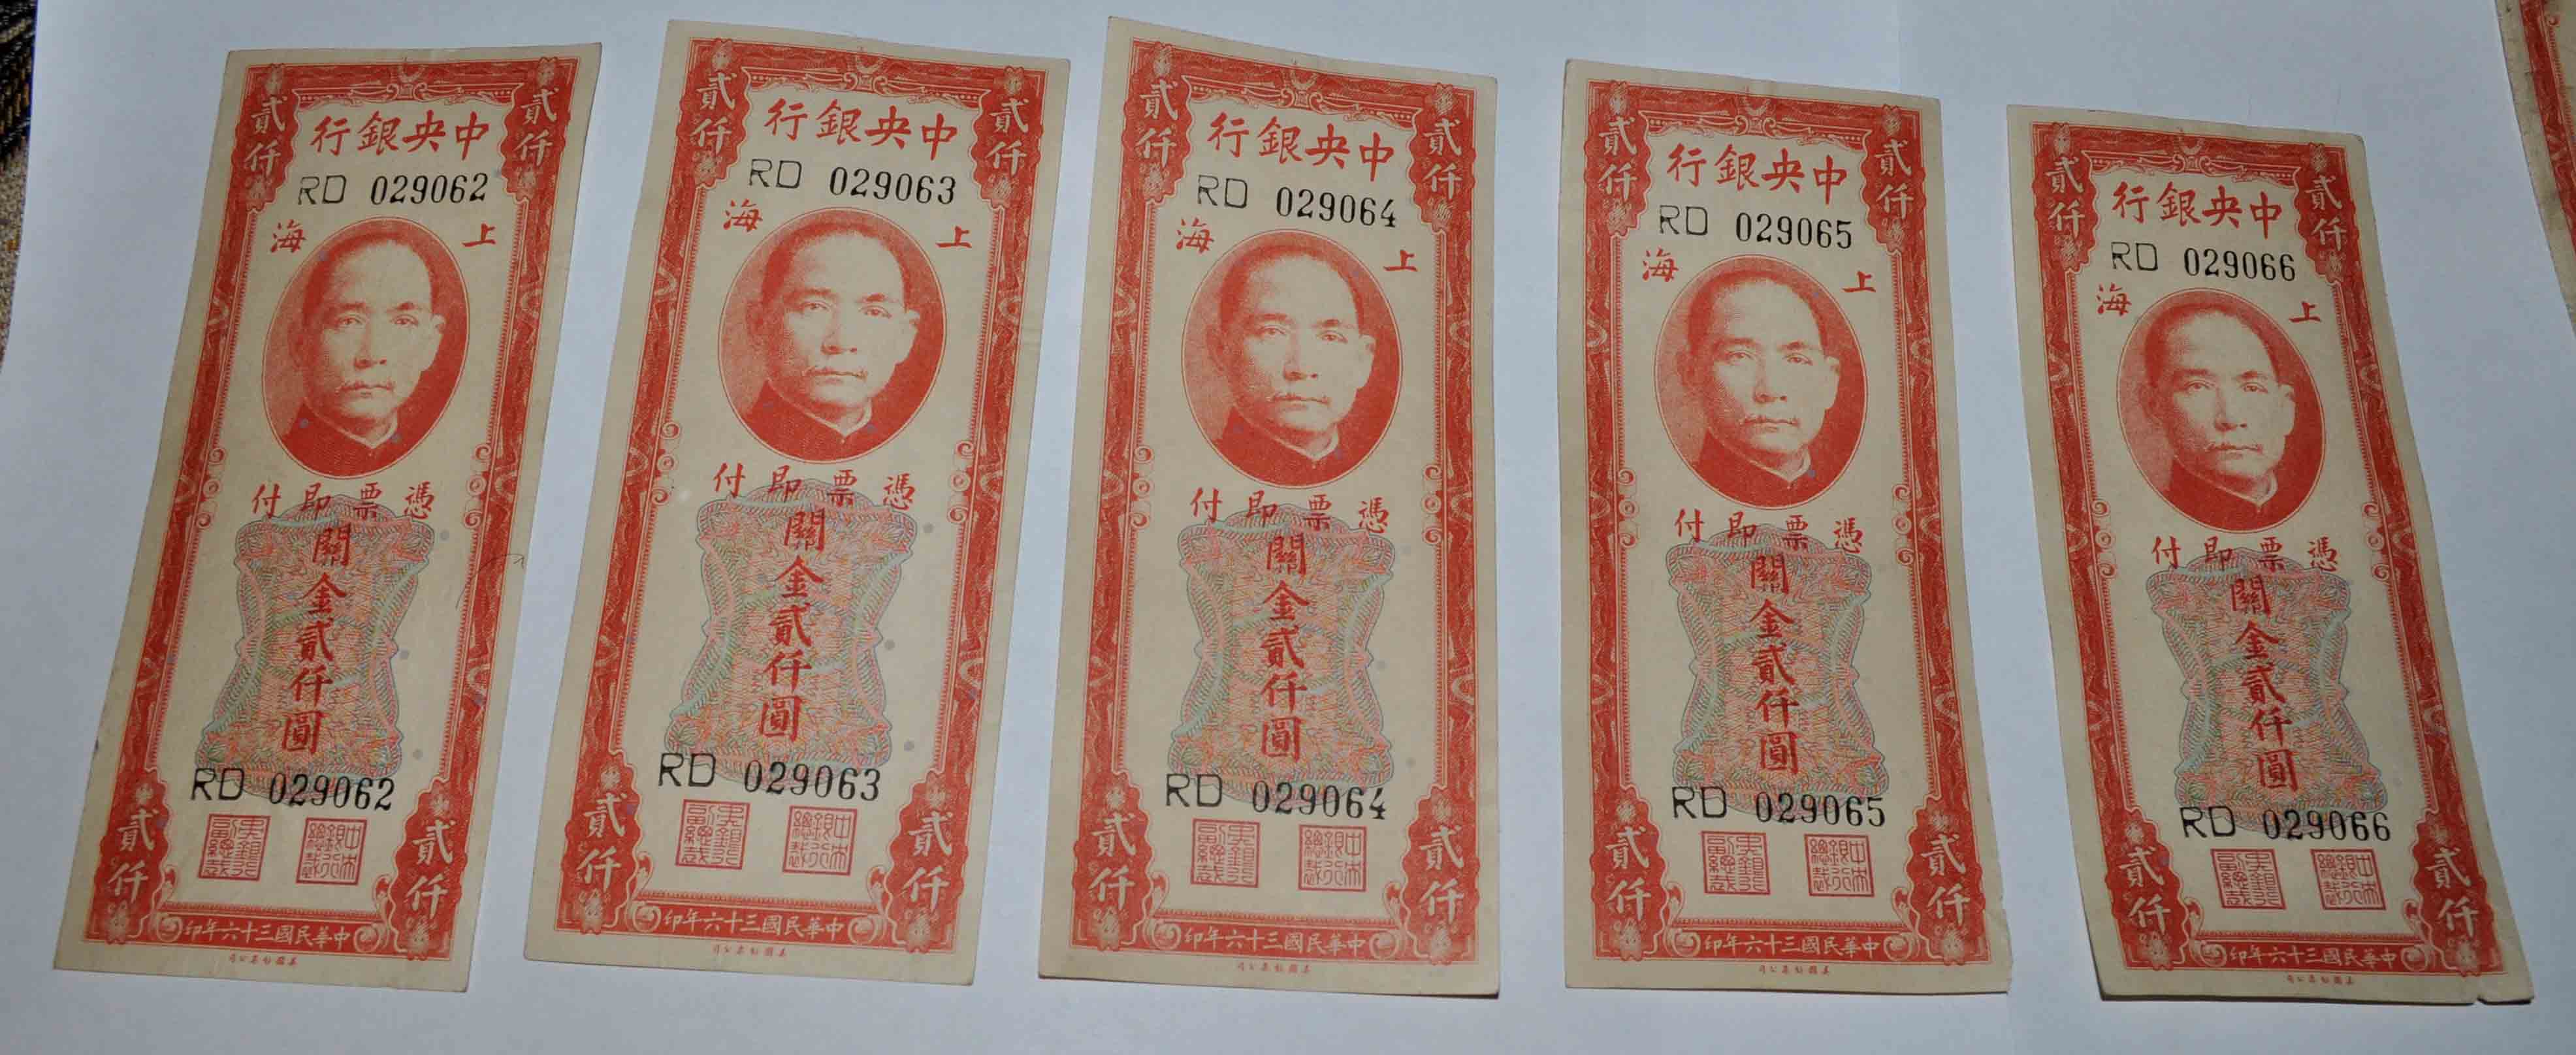 貳仟 貳仟
中央銀行
RD 029062
上海
憑票即付
關金貳仟圓
RD 029062
貳仟 貳仟
中華民國三十六年印
貳仟 貳仟
中央銀行
RD 029063
上海
憑票即付
關金貳仟圓
RD 029063
貳仟 貳仟
中華民國三十六年印
貳仟 貳仟
中央銀行
RD 029064
上海
憑票即付
關金貳仟圓
RD 029064
貳仟 貳仟
中華民國三十六年印
貳仟 貳仟
中央銀行
RD 029065
上海
憑票即付
關金貳仟圓
RD 029065
貳仟 貳仟
中華民國三十六年印
貳仟 貳仟
中央銀行
RD 029066
上海
憑票即付
關金貳仟圓
RD 029066
貳仟 貳仟
中華民國三十六年印